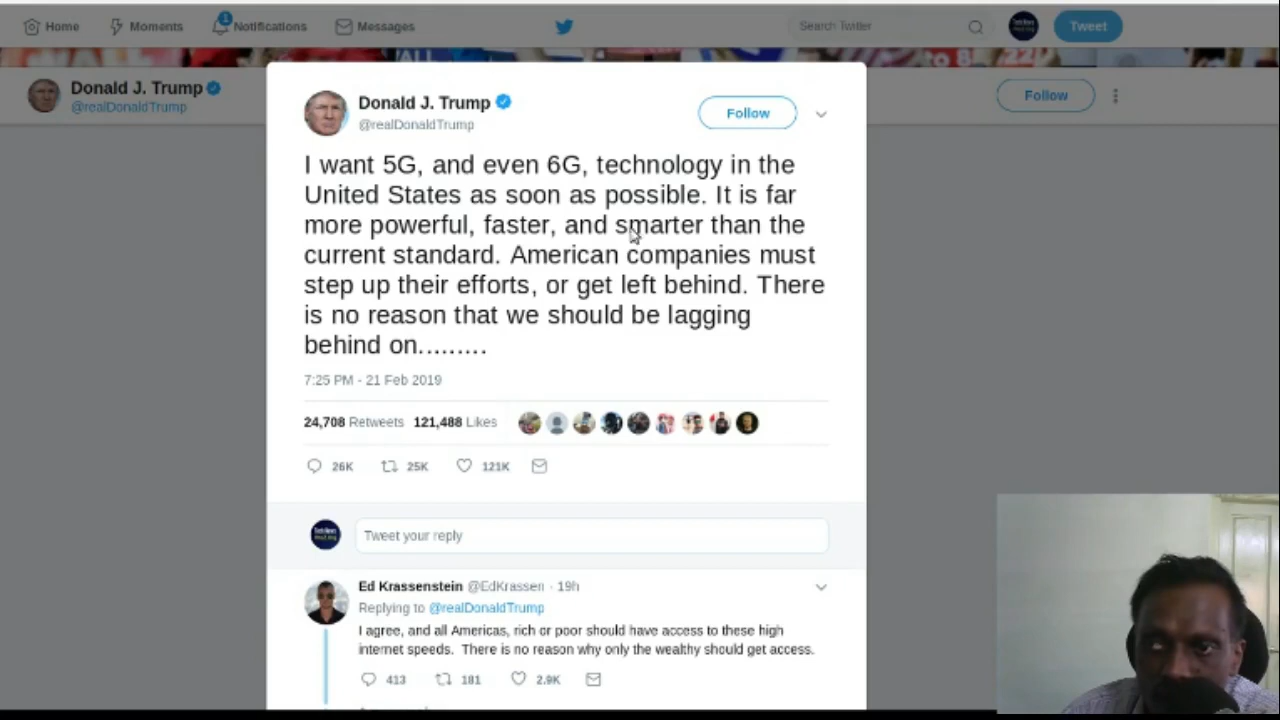 Home Moments 1 Notifications Messages Search Twitter Tweet
ALL to 8 22
Donald J. Trump
@realDonaldTrump
Follow
Donald J. Trump
@realDonaldTrump
Follow
I want 5G, and even 6G, technology in the
United States as soon as possible. It is far
more powerful, faster, and smarter than the
current standard. American companies must
step up their efforts, or get left behind. There
is no reason that we should be lagging
behind on.........
7:25 PM - 21 Feb 2019
24,708 Retweets 121,488 Likes
26K 25K 121K
Tweet your reply
Ed Krassenstein @EdKrassen · 19h
Replying to @realDonaldTrump
I agree, and all Americas, rich or poor should have access to these high
internet speeds. There is no reason why only the wealthy should get access.
413 181 2.9K